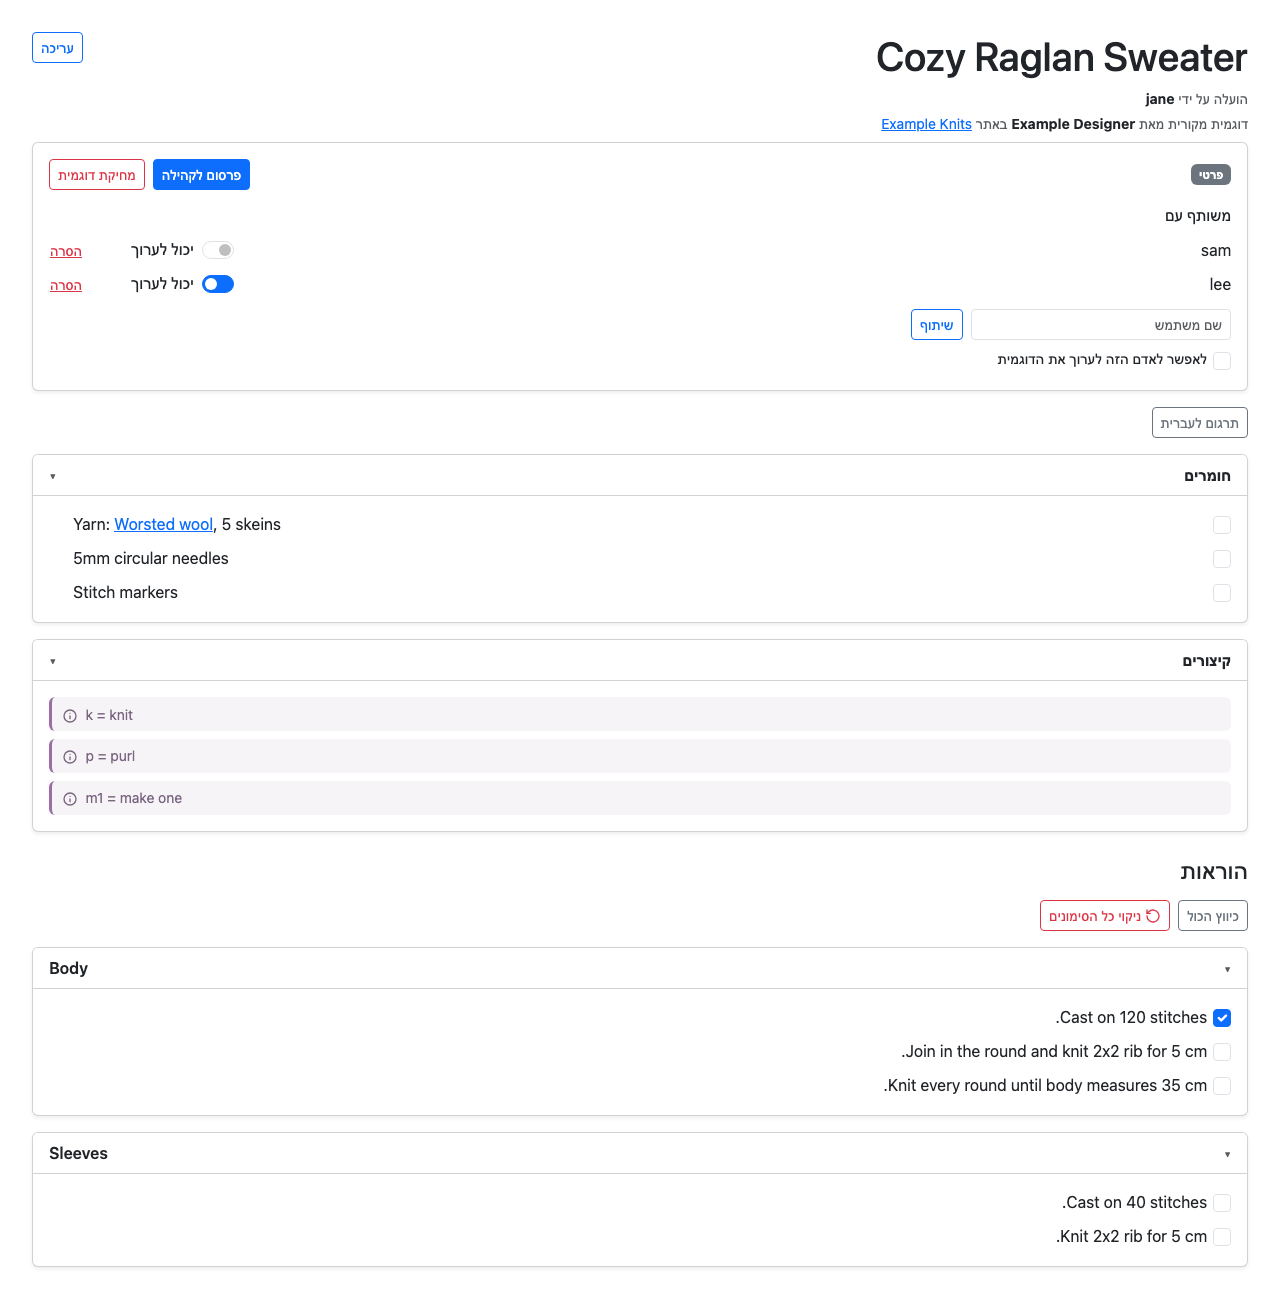 Cozy Raglan Sweater
עריכה
הועלה על ידי jane
דוגמית מקורית מאת Example Designer באתר Example Knits
פרטי
פרסום לקהילה
מחיקת דוגמית
משותף עם
sam
יכול לערוך
הסרה
lee
יכול לערוך
הסרה
שם משתמש
שיתוף
לאפשר לאדם הזה לערוך את הדוגמית
תרגום לעברית
חומרים
Yarn: Worsted wool, 5 skeins
5mm circular needles
Stitch markers
קיצורים
k = knit
p = purl
m1 = make one
הוראות
כיווץ הכול
ניקוי כל הסימונים
Body
.Cast on 120 stitches
.Join in the round and knit 2x2 rib for 5 cm
.Knit every round until body measures 35 cm
Sleeves
.Cast on 40 stitches
.Knit 2x2 rib for 5 cm